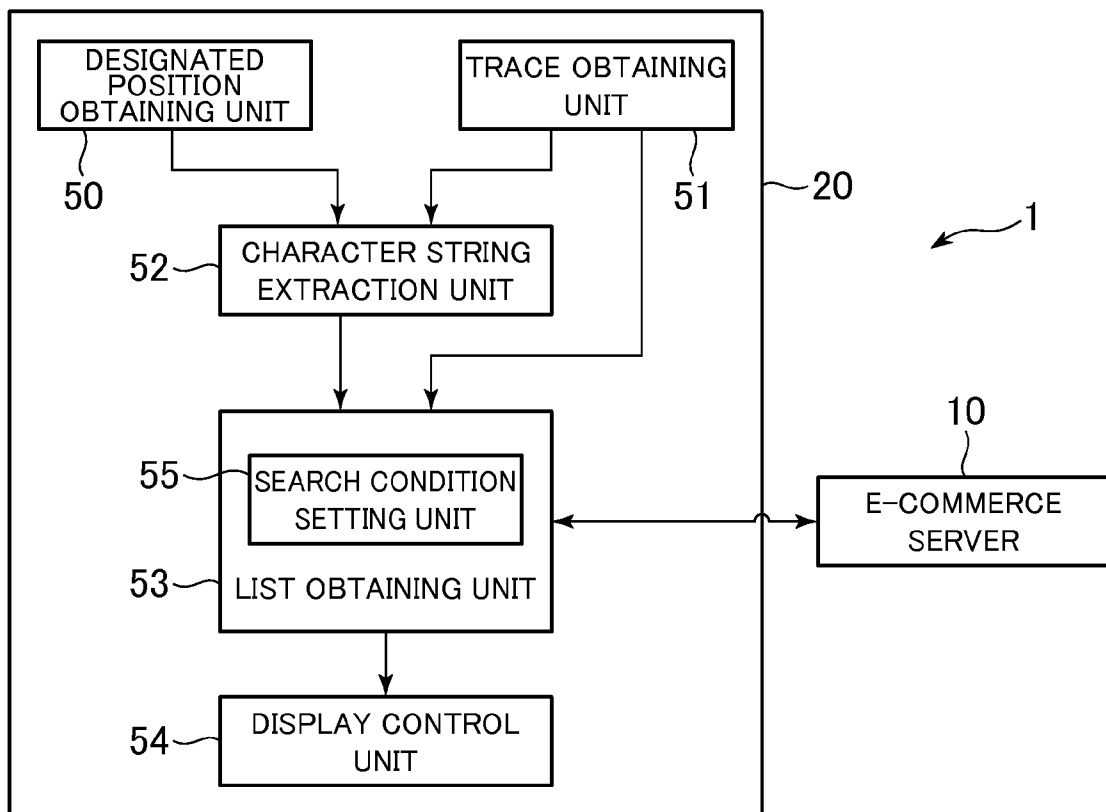 DESIGNATED
POSITION
OBTAINING UNIT
50
TRACE OBTAINING
UNIT
51
20
1
52
CHARACTER STRING
EXTRACTION UNIT
55
SEARCH CONDITION
SETTING UNIT
53
LIST OBTAINING UNIT
10
E-COMMERCE
SERVER
54
DISPLAY CONTROL
UNIT